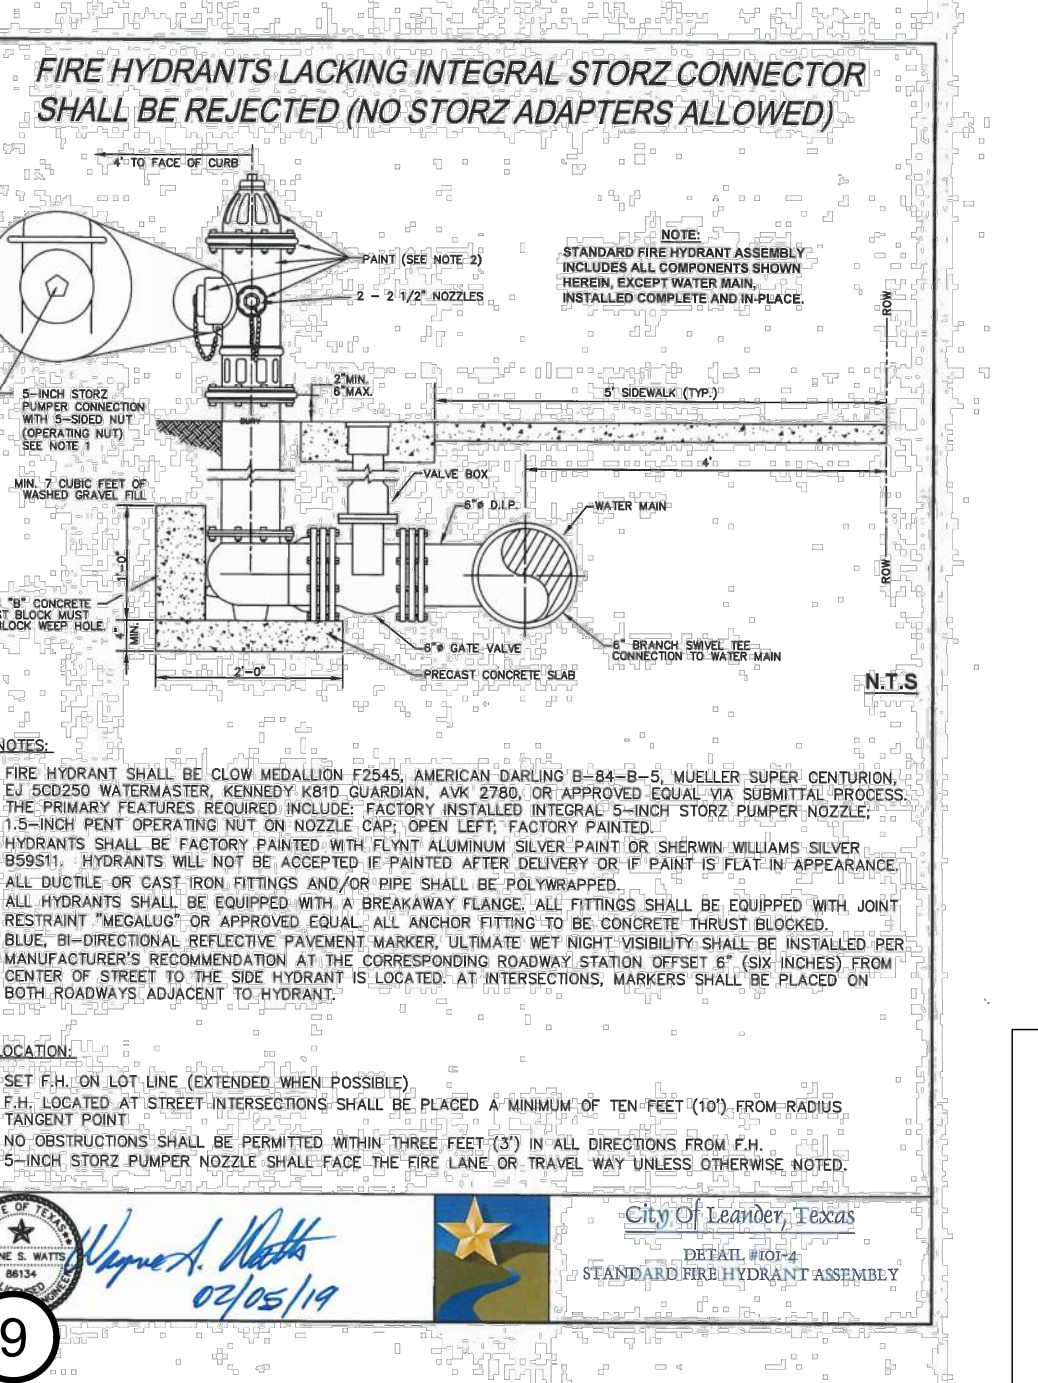 FIRE HYDRANTS LACKING INTEGRAL STORZ CONNECTOR
SHALL BE REJECTED (NO STORZ ADAPTERS ALLOWED)
4' TO FACE OF CURB
NOTE:
STANDARD FIRE HYDRANT ASSEMBLY
INCLUDES ALL COMPONENTS SHOWN
HEREIN, EXCEPT WATER MAIN,
INSTALLED COMPLETE AND IN-PLACE.
PAINT (SEE NOTE 2)
2 - 2 1/2" NOZZLES
ROW
2"MIN.
6"MAX.
5' SIDEWALK (TYP.)
5-INCH STORZ
PUMPER CONNECTION
WITH 5-SIDED NUT
(OPERATING NUT)
SEE NOTE 1
BURY
4'
MIN. 7 CUBIC FEET OF
WASHED GRAVEL FILL
VALVE BOX
6"ø D.I.P.
WATER MAIN
1'-0"
ROW
"B" CONCRETE
ST BLOCK MUST
BLOCK WEEP HOLE.
4"
MIN.
6"ø GATE VALVE
6" BRANCH SWIVEL TEE
CONNECTION TO WATER MAIN
2'-0"
PRECAST CONCRETE SLAB
N.T.S
NOTES:
FIRE HYDRANT SHALL BE CLOW MEDALLION F2545, AMERICAN DARLING B-84-B-5, MUELLER SUPER CENTURION,
EJ 5CD250 WATERMASTER, KENNEDY K81D GUARDIAN, AVK 2780, OR APPROVED EQUAL VIA SUBMITTAL PROCESS.
THE PRIMARY FEATURES REQUIRED INCLUDE: FACTORY INSTALLED INTEGRAL 5-INCH STORZ PUMPER NOZZLE;
1.5-INCH PENT OPERATING NUT ON NOZZLE CAP; OPEN LEFT; FACTORY PAINTED.
HYDRANTS SHALL BE FACTORY PAINTED WITH FLYNT ALUMINUM SILVER PAINT OR SHERWIN WILLIAMS SILVER
B59S11. HYDRANTS WILL NOT BE ACCEPTED IF PAINTED AFTER DELIVERY OR IF PAINT IS FLAT IN APPEARANCE.
ALL DUCTILE OR CAST IRON FITTINGS AND/OR PIPE SHALL BE POLYWRAPPED.
ALL HYDRANTS SHALL BE EQUIPPED WITH A BREAKAWAY FLANGE. ALL FITTINGS SHALL BE EQUIPPED WITH JOINT
RESTRAINT "MEGALUG" OR APPROVED EQUAL. ALL ANCHOR FITTING TO BE CONCRETE THRUST BLOCKED.
BLUE, BI-DIRECTIONAL REFLECTIVE PAVEMENT MARKER, ULTIMATE WET NIGHT VISIBILITY SHALL BE INSTALLED PER
MANUFACTURER'S RECOMMENDATION AT THE CORRESPONDING ROADWAY STATION OFFSET 6" (SIX INCHES) FROM
CENTER OF STREET TO THE SIDE HYDRANT IS LOCATED. AT INTERSECTIONS, MARKERS SHALL BE PLACED ON
BOTH ROADWAYS ADJACENT TO HYDRANT.
LOCATION:
SET F.H. ON LOT LINE (EXTENDED WHEN POSSIBLE)
F.H. LOCATED AT STREET INTERSECTIONS SHALL BE PLACED A MINIMUM OF TEN FEET (10') FROM RADIUS
TANGENT POINT
NO OBSTRUCTIONS SHALL BE PERMITTED WITHIN THREE FEET (3') IN ALL DIRECTIONS FROM F.H.
5-INCH STORZ PUMPER NOZZLE SHALL FACE THE FIRE LANE OR TRAVEL WAY UNLESS OTHERWISE NOTED.
E OF TEXAS
NE S. WATTS
86134
LICENSED
ENGINEER
Wayne S. Watts
02/05/19
City Of Leander, Texas
DETAIL #101-4
STANDARD FIRE HYDRANT ASSEMBLY
9